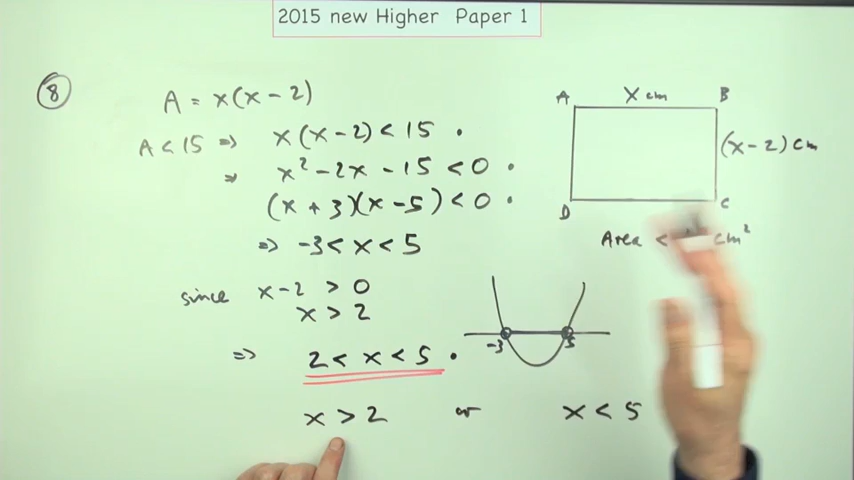 2015 new Higher Paper 1
8
A = x(x - 2)
A < 15 => x(x - 2) < 15 .
=> x² - 2x - 15 < 0 .
(x + 3)(x - 5) < 0 .
=> -3 < x < 5
since x - 2 > 0
x > 2
=> 2 < x < 5 .
x > 2 or x < 5
A x cm B
(x - 2) cm
D C
Area < cm²
-3 5